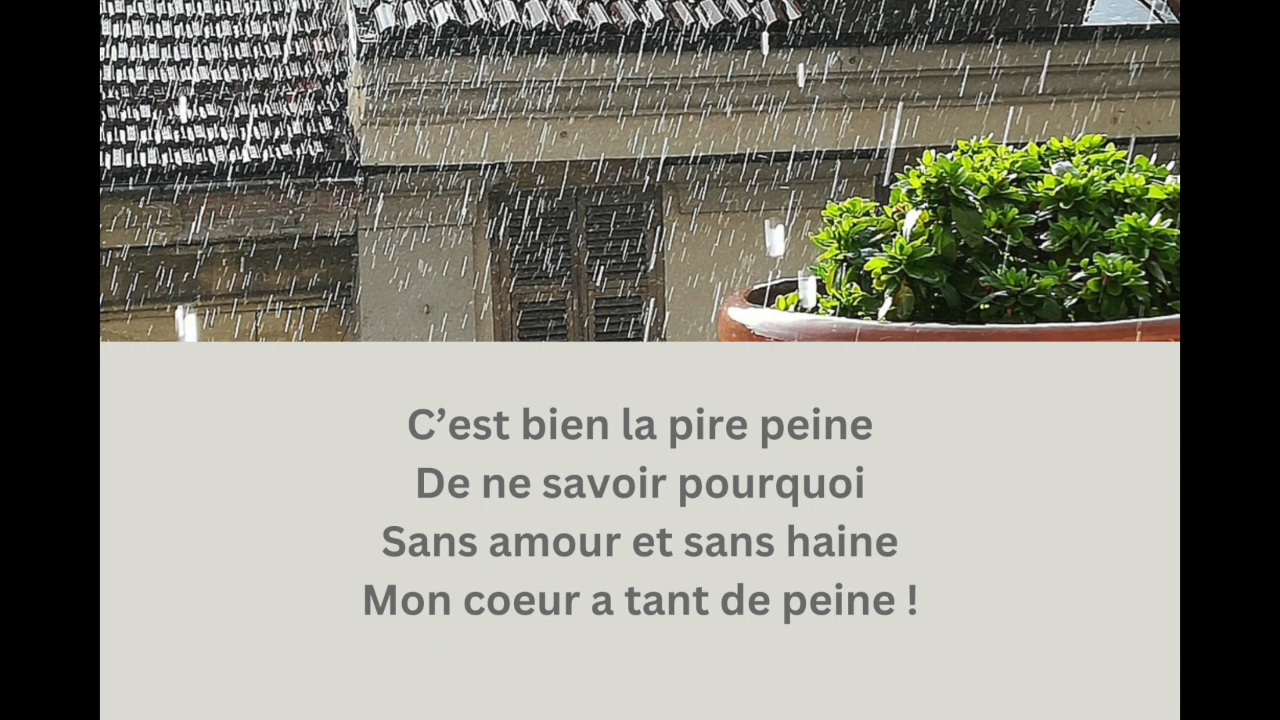 C’est bien la pire peine
De ne savoir pourquoi
Sans amour et sans haine
Mon coeur a tant de peine !